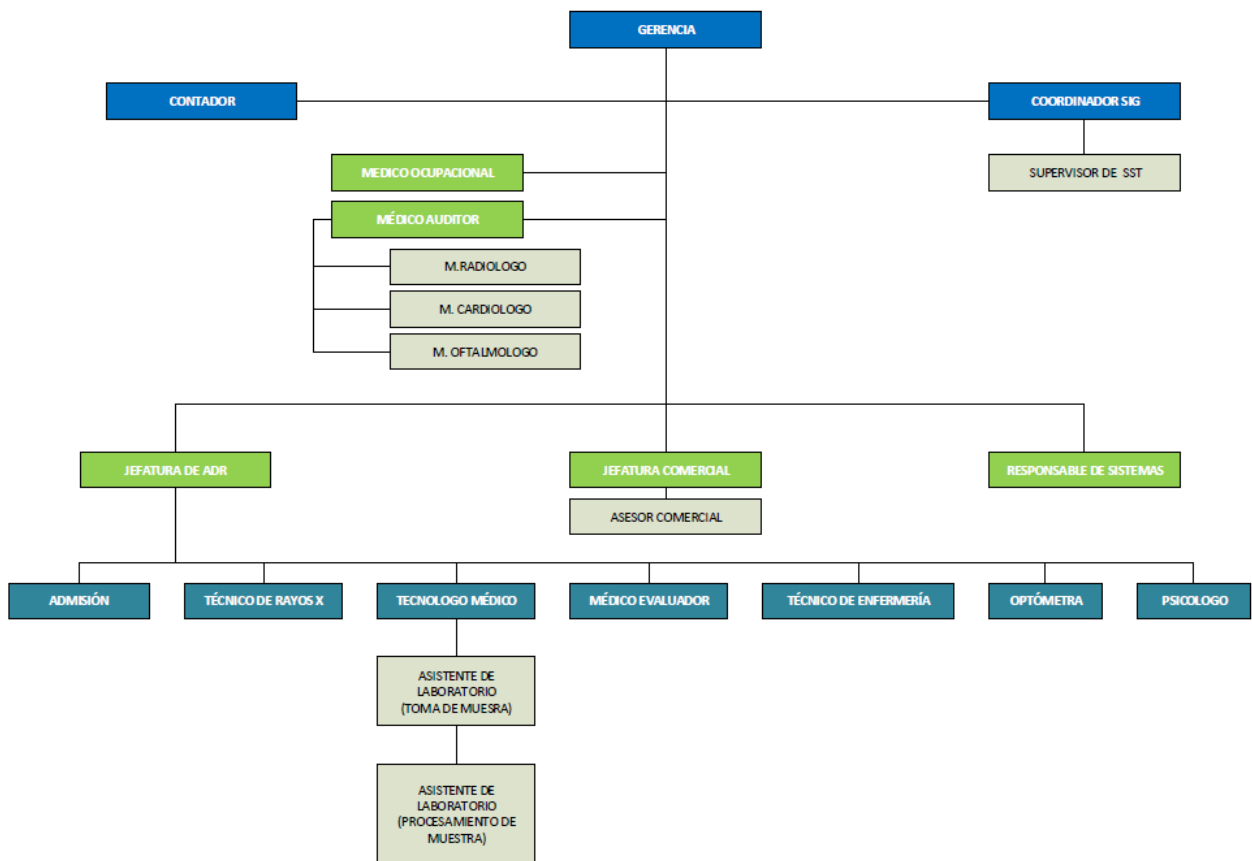 GERENCIA
CONTADOR
COORDINADOR SIG
MEDICO OCUPACIONAL
SUPERVISOR DE SST
MÉDICO AUDITOR
M.RADIOLOGO
M. CARDIOLOGO
M. OFTALMOLOGO
JEFATURA DE ADR
JEFATURA COMERCIAL
RESPONSABLE DE SISTEMAS
ASESOR COMERCIAL
ADMISIÓN
TÉCNICO DE RAYOS X
TECNOLOGO MÉDICO
MÉDICO EVALUADOR
TÉCNICO DE ENFERMERÍA
OPTÓMETRA
PSICOLOGO
ASISTENTE DE
LABORATORIO
(TOMA DE MUESRA)
ASISTENTE DE
LABORATORIO
(PROCESAMIENTO DE
MUESTRA)